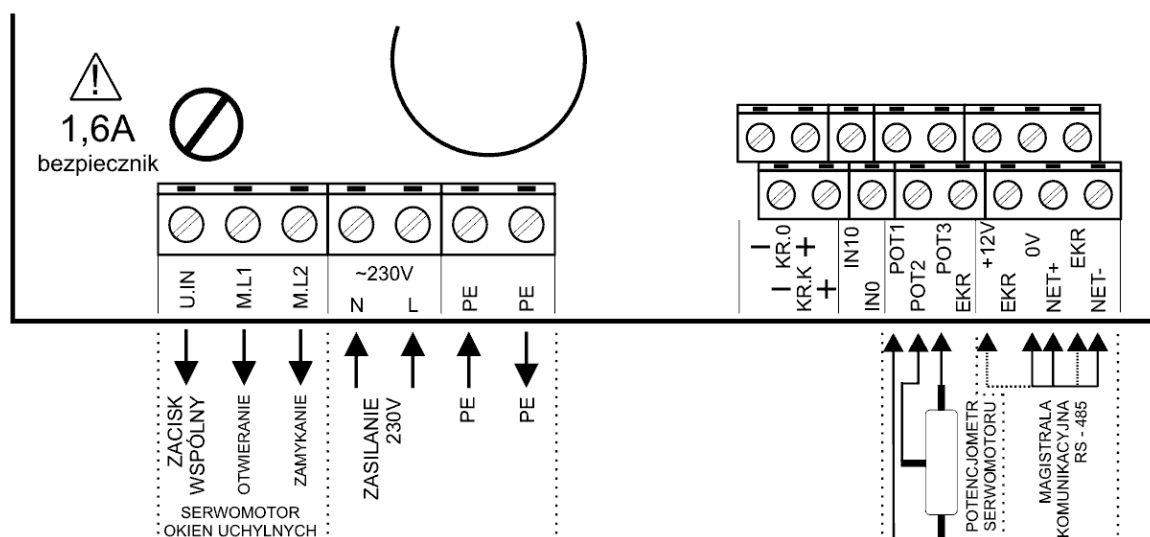 1,6A
bezpiecznik
U.IN
M.L1
M.L2
~230V
N
L
PE
PE
KR.0
− +
KR.K
− +
IN10
IN0
POT1
POT2
POT3
EKR
+12V
EKR
0V
NET+
EKR
NET-
ZACISK
WSPÓLNY
OTWIERANIE
ZAMYKANIE
SERWOMOTOR
OKIEN UCHYLNYCH
ZASILANIE
230V
PE
PE
POTENCJOMETR
SERWOMOTORU
MAGISTRALA
KOMUNIKACYJNA
RS - 485